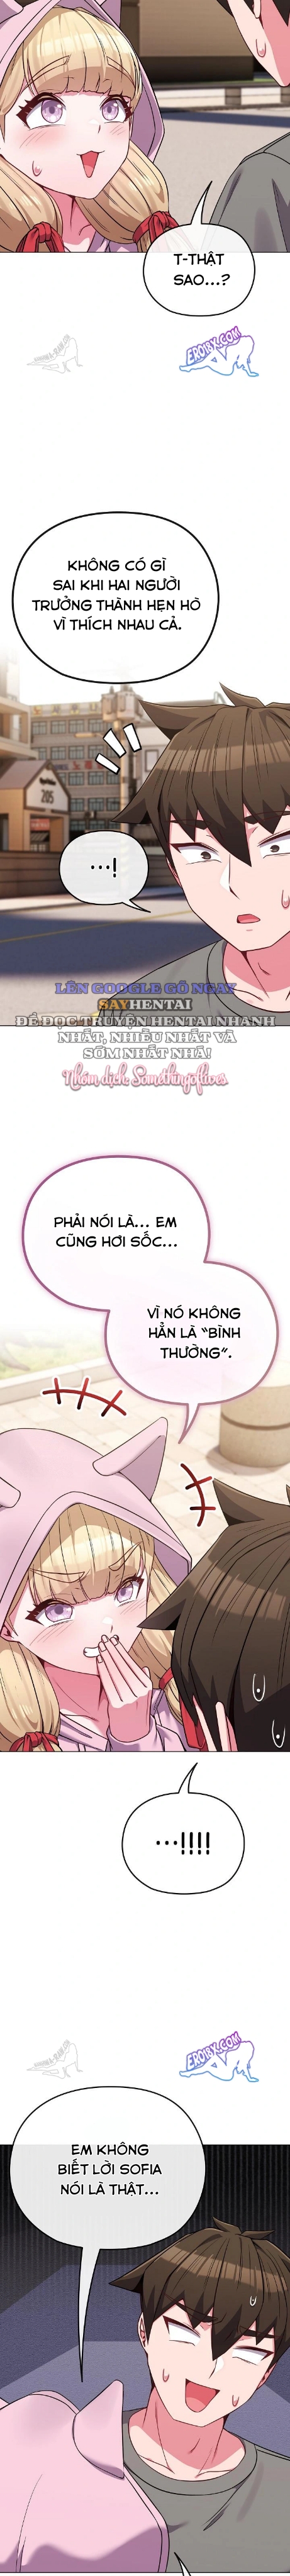 T-THẬT
SAO...?
EROIBX.COM
KHÔNG CÓ GÌ
SAI KHI HAI NGƯỜI
TRƯỞNG THÀNH HẸN HÒ
VÌ THÍCH NHAU CẢ.
205
...!
LÊN GOOGLE GÕ NGAY
SAYHENTAI
ĐỂ ĐỌC TRUYỆN HENTAI NHANH
NHẤT, NHIỀU NHẤT VÀ
SỚM NHẤT NHÁ!
Nhóm dịch: Somethingoflives
PHẢI NÓI LÀ... EM
CŨNG HƠI SỐC...
VÌ NÓ KHÔNG
HẲN LÀ "BÌNH
THƯỜNG".
...!!!!
EROIBX.COM
EM KHÔNG
BIẾT LỜI SOFIA
NÓI LÀ THẬT...